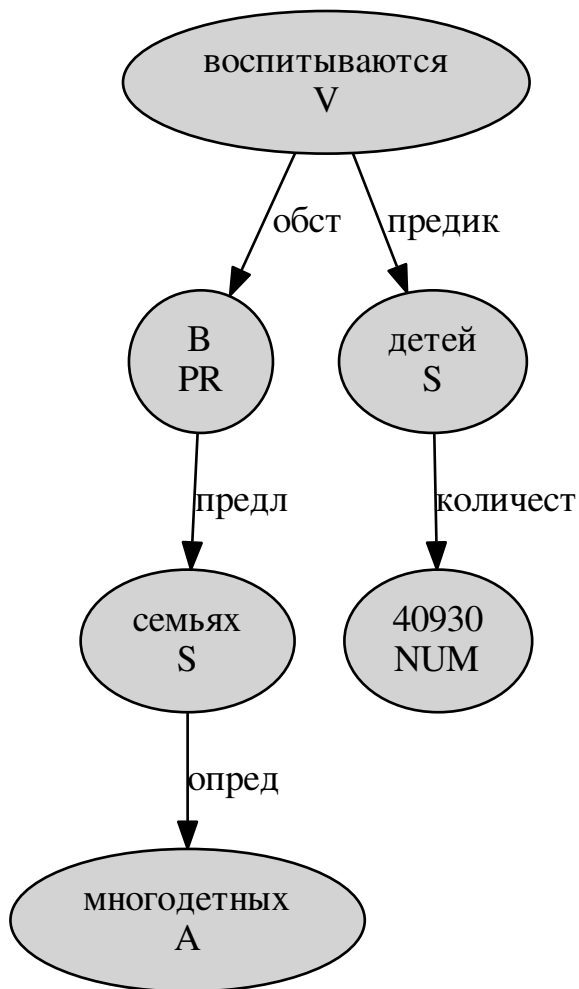 воспитываются
V
обст
предик
В
PR
детей
S
предл
количест
семьях
S
40930
NUM
опред
многодетных
A